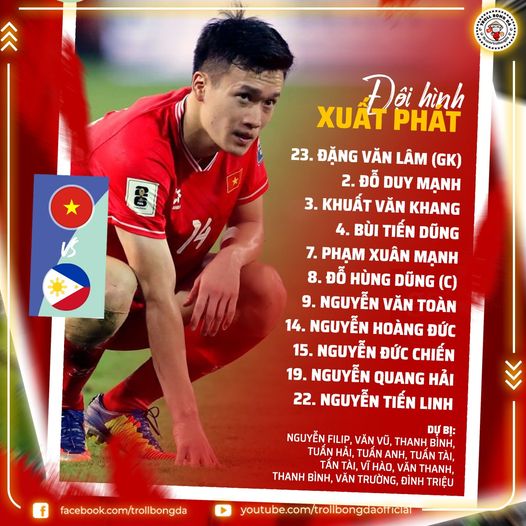 TROLL BONG DA
Đội hình
XUẤT PHÁT
23. ĐẶNG VĂN LÂM (GK)
2. ĐỖ DUY MẠNH
3. KHUẤT VĂN KHANG
4. BÙI TIẾN DŨNG
7. PHẠM XUÂN MẠNH
8. ĐỖ HÙNG DŨNG (C)
9. NGUYỄN VĂN TOÀN
14. NGUYỄN HOÀNG ĐỨC
15. NGUYỄN ĐỨC CHIẾN
19. NGUYỄN QUANG HẢI
22. NGUYỄN TIẾN LINH
VS
14
26
DỰ BỊ:
NGUYỄN FILIP, VĂN VŨ, THANH BÌNH,
TUẤN HẢI, TUẤN ANH, TUẤN TÀI,
TẤN TÀI, VĨ HÀO, VĂN THANH,
THANH BÌNH, VĂN TRƯỜNG, ĐÌNH TRIỆU
facebook.com/trollbongda
youtube.com/trollbongdaofficial